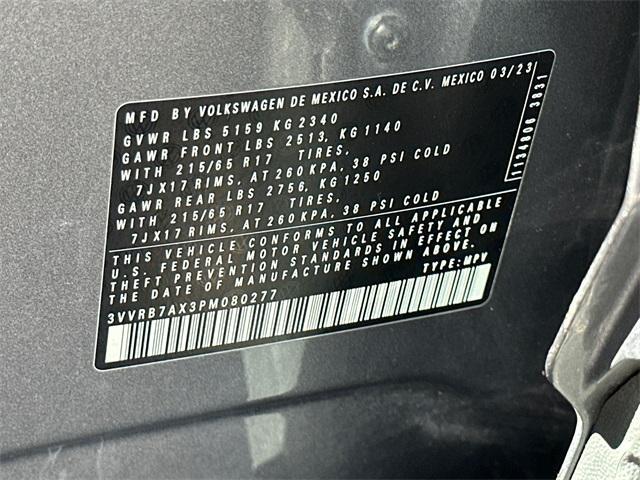 MFD BY VOLKSWAGEN DE MEXICO S.A. DE C.V. MEXICO 03/23
GVWR LBS 5159 KG 2340
GAWR FRONT LBS 2513, KG 1140
WITH 215/65 R17 TIRES,
7JX17 RIMS, AT 260 KPA, 38 PSI COLD
GAWR REAR LBS 2756, KG 1250
WITH 215/65 R17 TIRES,
7JX17 RIMS, AT 260KPA, 38 PSI COLD
THIS VEHICLE CONFORMS TO ALL APPLICABLE
U.S. FEDERAL MOTOR VEHICLE SAFETY AND
THEFT PREVENTION STANDARDS IN EFFECT ON
THE DATE OF MANUFACTURE SHOWN ABOVE.
TYPE: MPV
3VVRB7AX3PM080277
1134806 3831